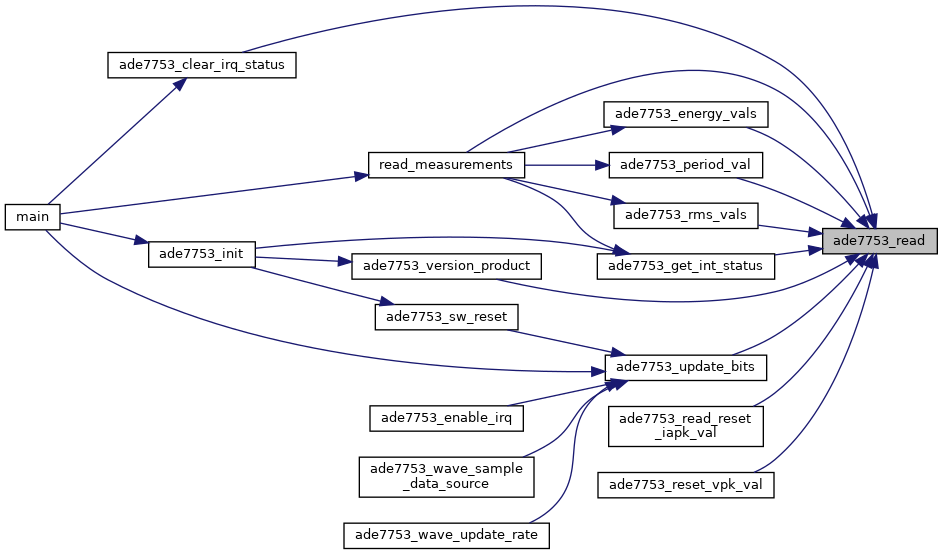 ade7753_clear_irq_status
ade7753_energy_vals
read_measurements
ade7753_period_val
main
ade7753_rms_vals
ade7753_read
ade7753_init
ade7753_version_product
ade7753_get_int_status
ade7753_sw_reset
ade7753_update_bits
ade7753_enable_irq
ade7753_read_reset
_iapk_val
ade7753_wave_sample
_data_source
ade7753_reset_vpk_val
ade7753_wave_update_rate